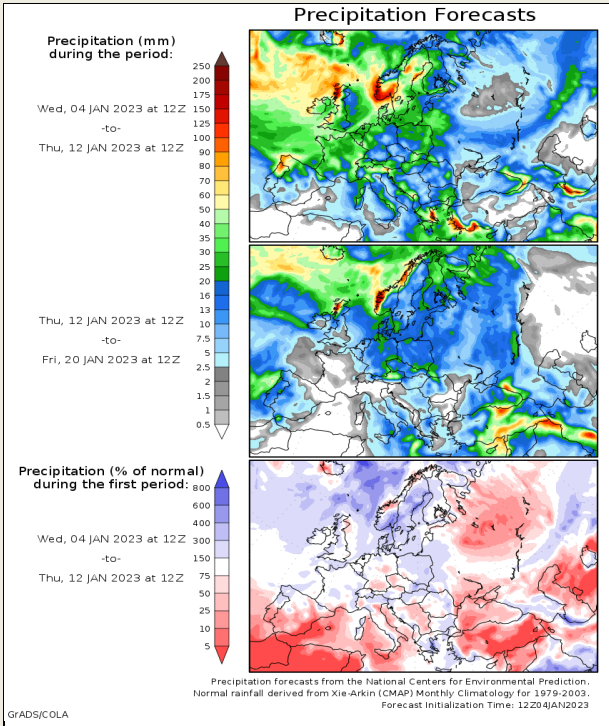 Precipitation Forecasts
Precipitation (mm)
during the period:
Wed, 04 JAN 2023 at 12Z
-to-
Thu, 12 JAN 2023 at 12Z
250
200
175
150
125
100
90
80
70
60
50
40
35
30
25
20
16
13
10
7.5
5
2.5
2
1.5
1
0.5
Thu, 12 JAN 2023 at 12Z
-to-
Fri, 20 JAN 2023 at 12Z
Precipitation (% of normal)
during the first period:
Wed, 04 JAN 2023 at 12Z
-to-
Thu, 12 JAN 2023 at 12Z
800
600
400
300
150
75
50
25
10
5
Precipitation forecasts from the National Centers for Environmental Prediction.
Normal rainfall derived from Xie-Arkin (CMAP) Monthly Climatology for 1979-2003.
Forecast Initialization Time: 12Z04JAN2023
GrADS/COLA